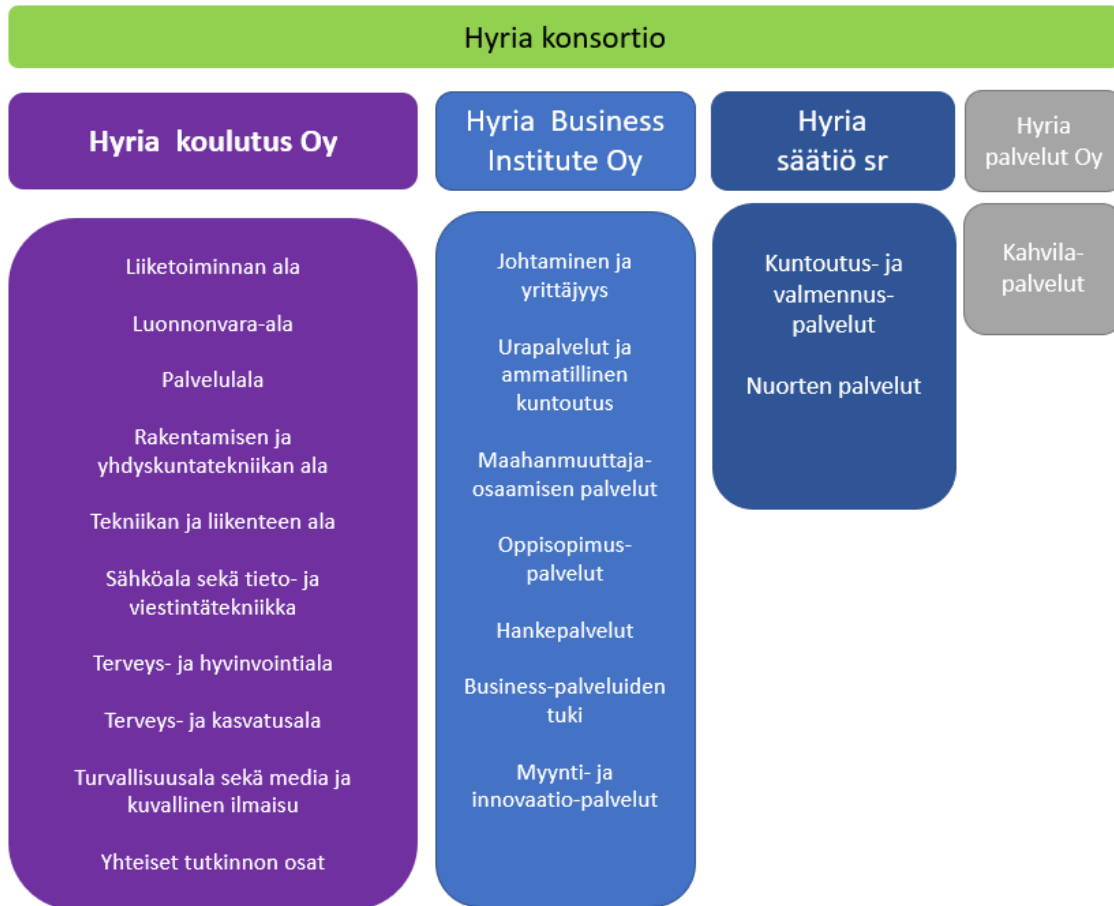 Hyria konsortio
Hyria koulutus Oy
Liiketoiminnan ala
Luonnonvara-ala
Palvelulala
Rakentamisen ja
yhdyskuntatekniikan ala
Tekniikan ja liikenteen ala
Sähköala sekä tieto- ja
viestintätekniikka
Terveys- ja hyvinvointiala
Terveys- ja kasvatusala
Turvallisuusala sekä media ja
kuvallinen ilmaisu
Yhteiset tutkinnon osat
Hyria Business
Institute Oy
Johtaminen ja
yrittäjyys
Urapalvelut ja
ammatillinen
kuntoutus
Maahanmuuttaja-
osaamisen palvelut
Oppisopimus-
palvelut
Hankepalvelut
Business-palveluiden
tuki
Myynti- ja
innovaatio-palvelut
Hyria
säätiö sr
Kuntoutus- ja
valmennus-
palvelut
Nuorten palvelut
Hyria
palvelut Oy
Kahvila-
palvelut